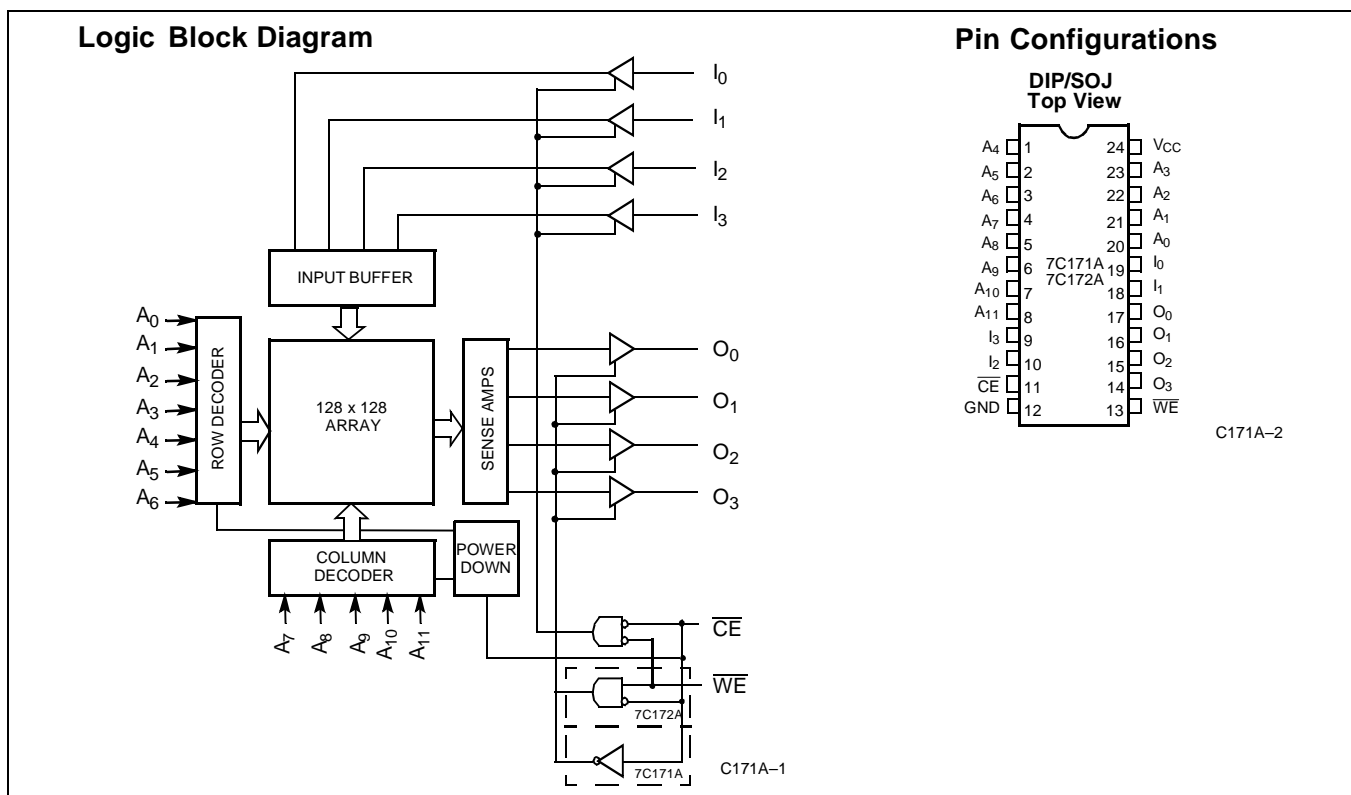 Logic Block Diagram
I0
I1
I2
I3
INPUT BUFFER
A0
A1
A2
A3
A4
A5
A6
ROW DECODER
128 x 128
ARRAY
SENSE AMPS
O0
O1
O2
O3
COLUMN
DECODER
POWER
DOWN
A7
A8
A9
A10
A11
CE
WE
7C172A
7C171A
C171A–1
Pin Configurations
DIP/SOJ
Top View
A4 1 24 VCC
A5 2 23 A3
A6 3 22 A2
A7 4 21 A1
A8 5 20 A0
A9 6 7C171A 19 I0
A10 7 7C172A 18 I1
A11 8 17 O0
I3 9 16 O1
I2 10 15 O2
CE 11 14 O3
GND 12 13 WE
C171A–2